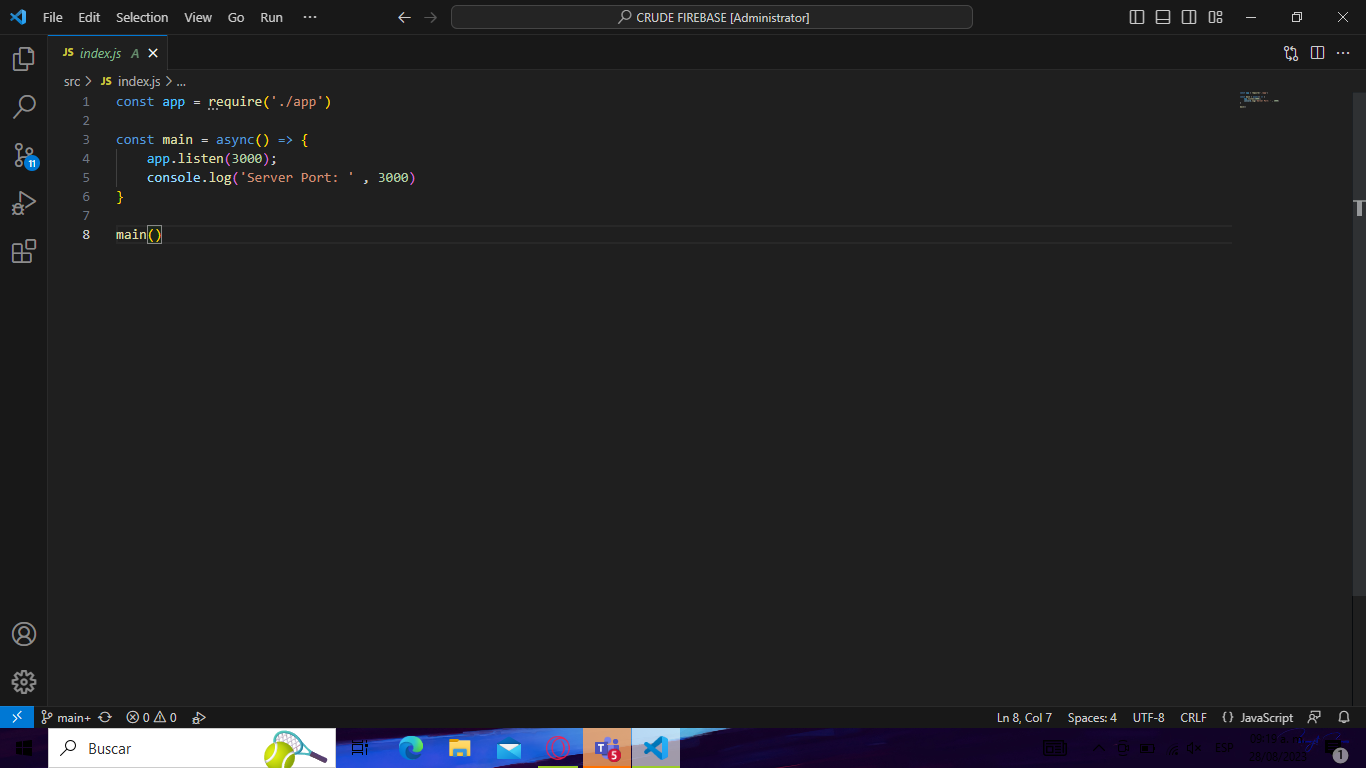 File Edit Selection View Go Run ··· CRUDE FIREBASE [Administrator]
JS index.js A
src > JS index.js > ...
1 const app = require('./app')
2
3 const main = async() => {
4 app.listen(3000);
5 console.log('Server Port: ' , 3000)
6 }
7
8 main()
11
main+ 0 0 Ln 8, Col 7 Spaces: 4 UTF-8 CRLF {} JavaScript
Buscar 5 ESP 09:19 a. m. 1